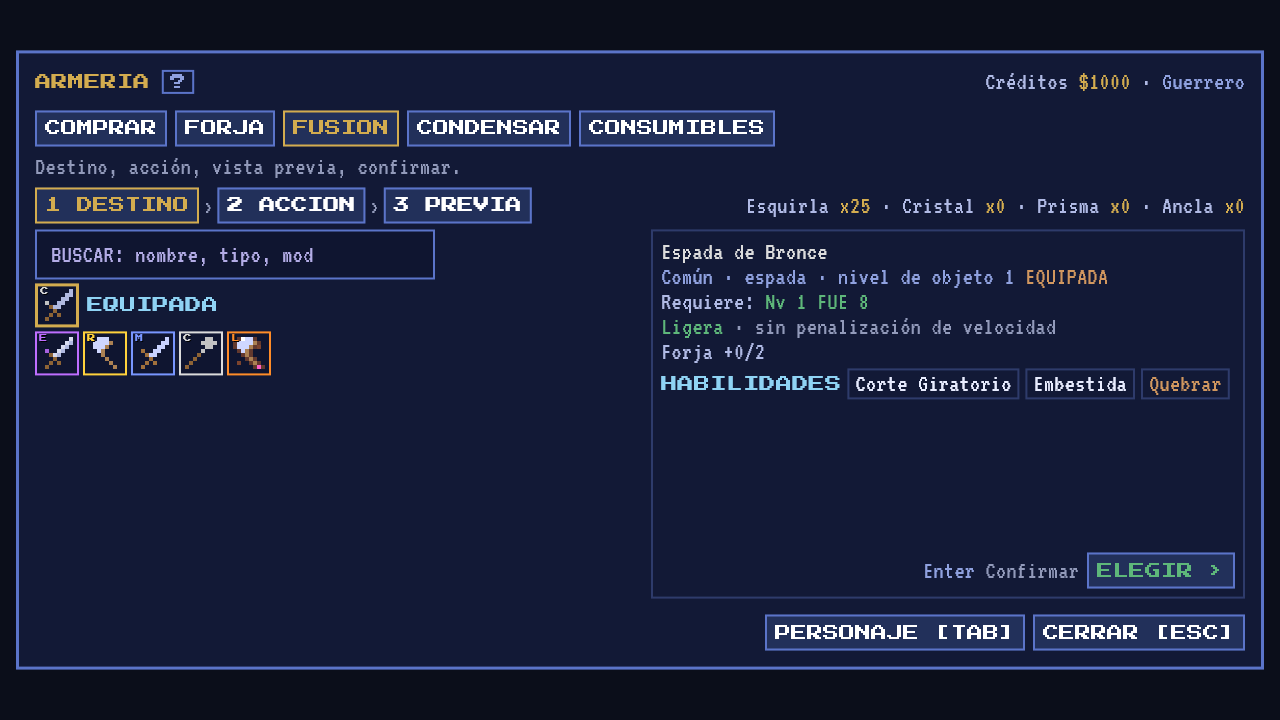 ARMERIA ? Créditos $1000 · Guerrero
COMPRAR FORJA FUSION CONDENSAR CONSUMIBLES
Destino, acción, vista previa, confirmar.
1 DESTINO › 2 ACCION › 3 PREVIA Esquirla x25 · Cristal x0 · Prisma x0 · Ancla x0
BUSCAR: nombre, tipo, mod
C EQUIPADA
E R M C L
Espada de Bronce
Común · espada · nivel de objeto 1 EQUIPADA
Requiere: Nv 1 FUE 8
Ligera · sin penalización de velocidad
Forja +0/2
HABILIDADES Corte Giratorio Embestida Quebrar
Enter Confirmar ELEGIR >
PERSONAJE [TAB] CERRAR [ESC]